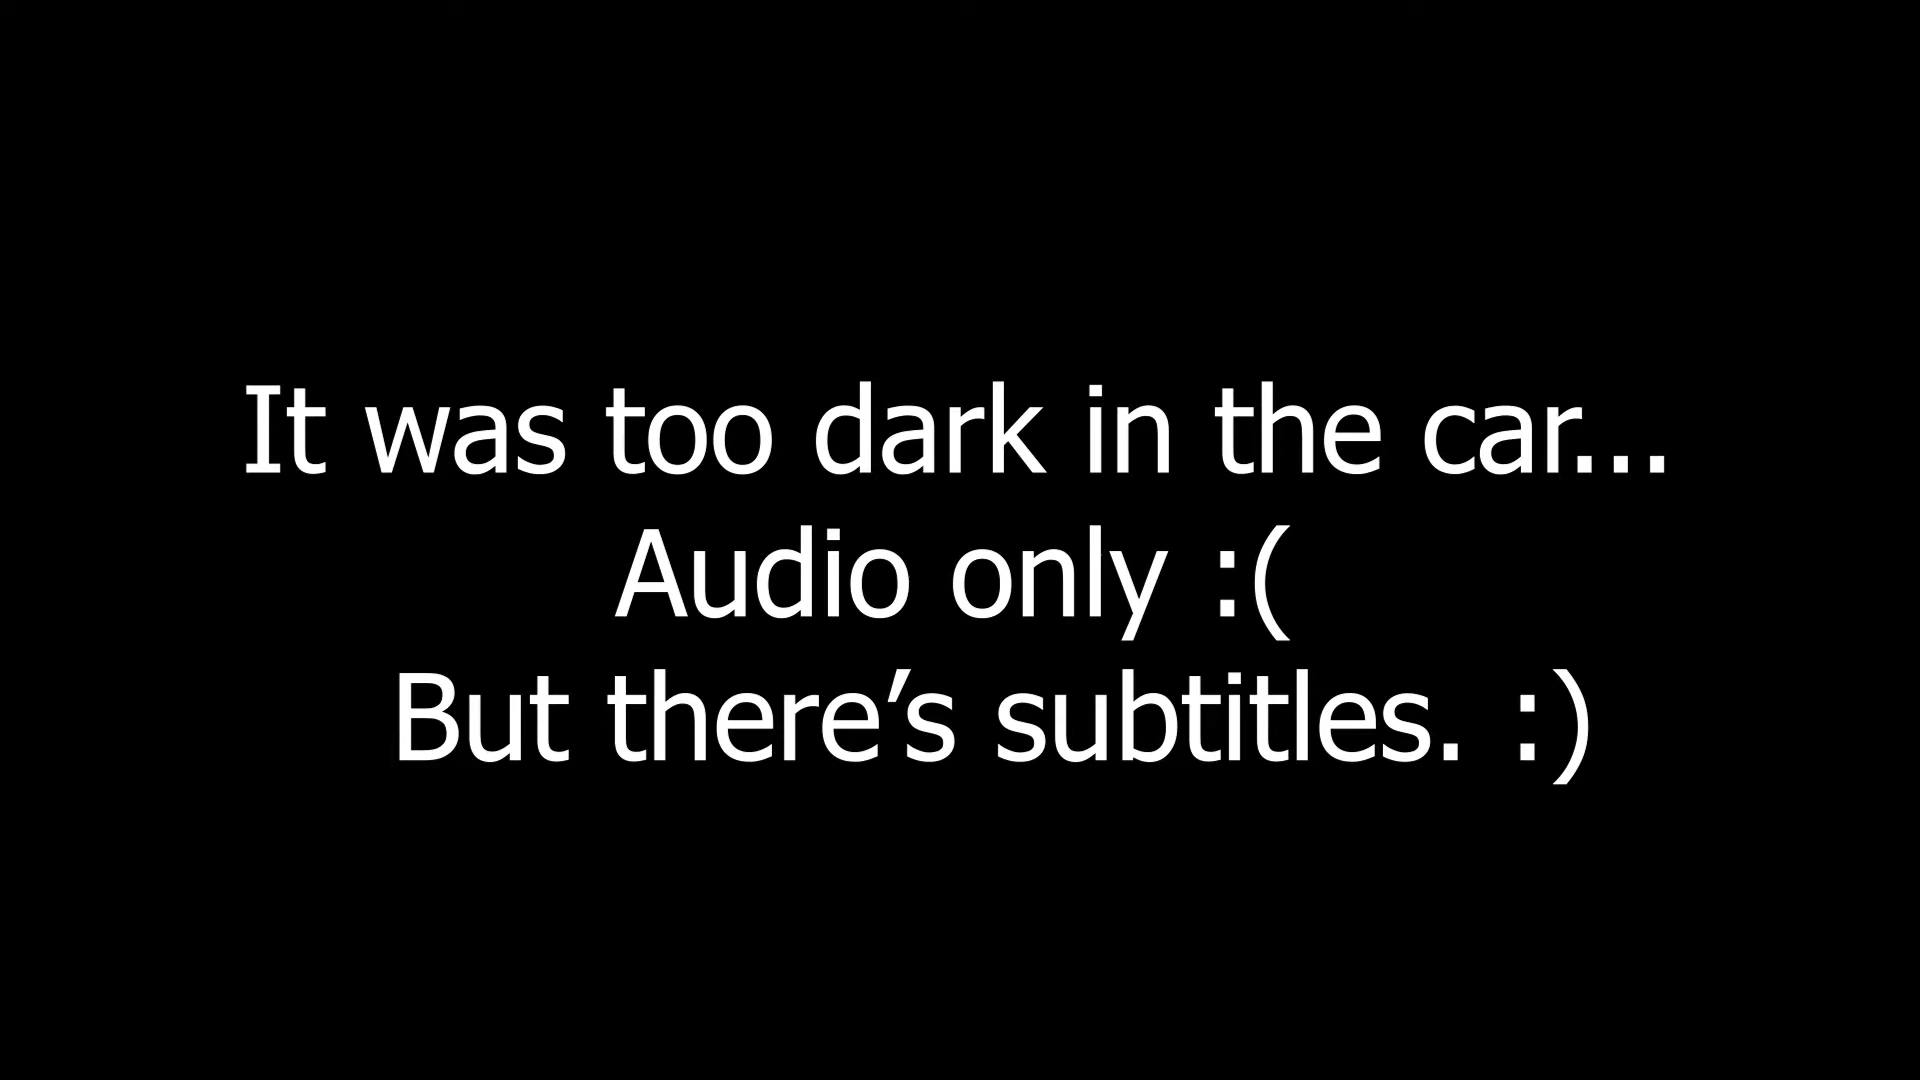 It was too dark in the car...
Audio only :(
But there’s subtitles. :)